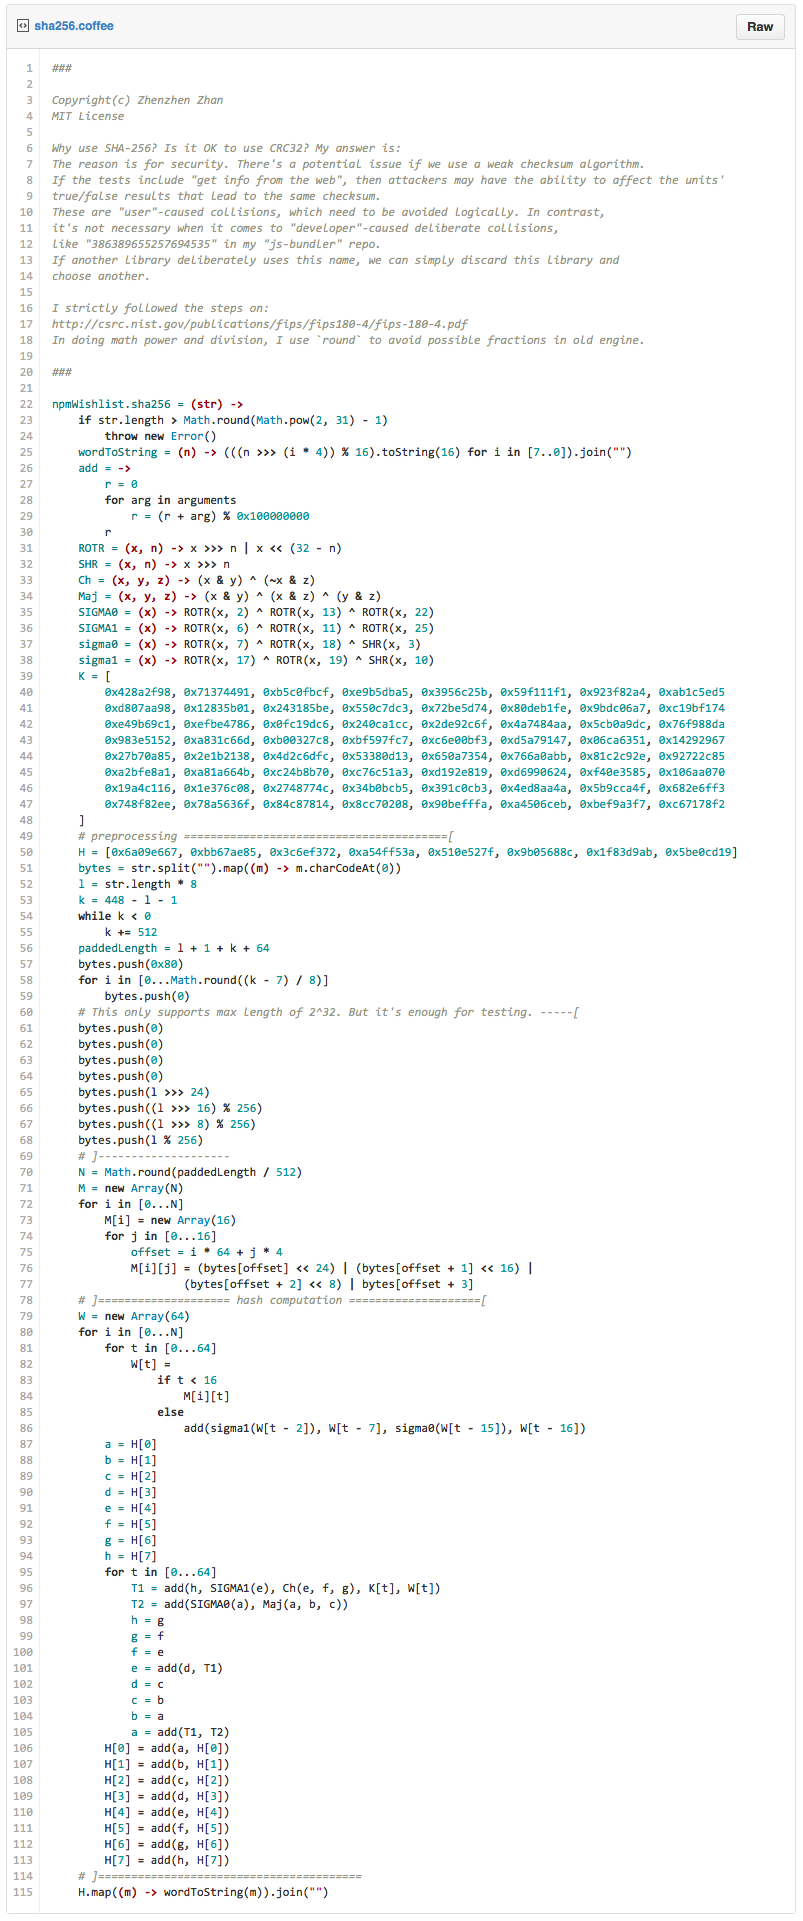 sha256.coffee
Raw
1 ###
2
3 Copyright(c) Zhenzhen Zhan
4 MIT License
5
6 Why use SHA-256? Is it OK to use CRC32? My answer is:
7 The reason is for security. There's a potential issue if we use a weak checksum algorithm.
8 If the tests include "get info from the web", then attackers may have the ability to affect the units'
9 true/false results that lead to the same checksum.
10 These are "user"-caused collisions, which need to be avoided logically. In contrast,
11 it's not necessary when it comes to "developer"-caused deliberate collisions,
12 like "386389655257694535" in my "js-bundler" repo.
13 If another library deliberately uses this name, we can simply discard this library and
14 choose another.
15
16 I strictly followed the steps on:
17 http://csrc.nist.gov/publications/fips/fips180-4/fips-180-4.pdf
18 In doing math power and division, I use `round` to avoid possible fractions in old engine.
19
20 ###
21
22 npmWishlist.sha256 = (str) ->
23     if str.length > Math.round(Math.pow(2, 31) - 1)
24         throw new Error()
25     wordToString = (n) -> (((n >>> (i * 4)) % 16).toString(16) for i in [7..0]).join("")
26     add = ->
27         r = 0
28         for arg in arguments
29             r = (r + arg) % 0x100000000
30         r
31     ROTR = (x, n) -> x >>> n | x << (32 - n)
32     SHR = (x, n) -> x >>> n
33     Ch = (x, y, z) -> (x & y) ^ (~x & z)
34     Maj = (x, y, z) -> (x & y) ^ (x & z) ^ (y & z)
35     SIGMA0 = (x) -> ROTR(x, 2) ^ ROTR(x, 13) ^ ROTR(x, 22)
36     SIGMA1 = (x) -> ROTR(x, 6) ^ ROTR(x, 11) ^ ROTR(x, 25)
37     sigma0 = (x) -> ROTR(x, 7) ^ ROTR(x, 18) ^ SHR(x, 3)
38     sigma1 = (x) -> ROTR(x, 17) ^ ROTR(x, 19) ^ SHR(x, 10)
39     K = [
40         0x428a2f98, 0x71374491, 0xb5c0fbcf, 0xe9b5dba5, 0x3956c25b, 0x59f111f1, 0x923f82a4, 0xab1c5ed5
41         0xd807aa98, 0x12835b01, 0x243185be, 0x550c7dc3, 0x72be5d74, 0x80deb1fe, 0x9bdc06a7, 0xc19bf174
42         0xe49b69c1, 0xefbe4786, 0x0fc19dc6, 0x240ca1cc, 0x2de92c6f, 0x4a7484aa, 0x5cb0a9dc, 0x76f988da
43         0x983e5152, 0xa831c66d, 0xb00327c8, 0xbf597fc7, 0xc6e00bf3, 0xd5a79147, 0x06ca6351, 0x14292967
44         0x27b70a85, 0x2e1b2138, 0x4d2c6dfc, 0x53380d13, 0x650a7354, 0x766a0abb, 0x81c2c92e, 0x92722c85
45         0xa2bfe8a1, 0xa81a664b, 0xc24b8b70, 0xc76c51a3, 0xd192e819, 0xd6990624, 0xf40e3585, 0x106aa070
46         0x19a4c116, 0x1e376c08, 0x2748774c, 0x34b0bcb5, 0x391c0cb3, 0x4ed8aa4a, 0x5b9cca4f, 0x682e6ff3
47         0x748f82ee, 0x78a5636f, 0x84c87814, 0x8cc70208, 0x90befffa, 0xa4506ceb, 0xbef9a3f7, 0xc67178f2
48     ]
49     # preprocessing ========================================[
50     H = [0x6a09e667, 0xbb67ae85, 0x3c6ef372, 0xa54ff53a, 0x510e527f, 0x9b05688c, 0x1f83d9ab, 0x5be0cd19]
51     bytes = str.split("").map((m) -> m.charCodeAt(0))
52     l = str.length * 8
53     k = 448 - l - 1
54     while k < 0
55         k += 512
56     paddedLength = l + 1 + k + 64
57     bytes.push(0x80)
58     for i in [0...Math.round((k - 7) / 8)]
59         bytes.push(0)
60     # This only supports max length of 2^32. But it's enough for testing. -----[
61     bytes.push(0)
62     bytes.push(0)
63     bytes.push(0)
64     bytes.push(0)
65     bytes.push(l >>> 24)
66     bytes.push((l >>> 16) % 256)
67     bytes.push((l >>> 8) % 256)
68     bytes.push(l % 256)
69     # ]--------------------
70     N = Math.round(paddedLength / 512)
71     M = new Array(N)
72     for i in [0...N]
73         M[i] = new Array(16)
74         for j in [0...16]
75             offset = i * 64 + j * 4
76             M[i][j] = (bytes[offset] << 24) | (bytes[offset + 1] << 16) |
77                     (bytes[offset + 2] << 8) | bytes[offset + 3]
78     # ]==================== hash computation ====================[
79     W = new Array(64)
80     for i in [0...N]
81         for t in [0...64]
82             W[t] =
83                 if t < 16
84                     M[i][t]
85                 else
86                     add(sigma1(W[t - 2]), W[t - 7], sigma0(W[t - 15]), W[t - 16])
87         a = H[0]
88         b = H[1]
89         c = H[2]
90         d = H[3]
91         e = H[4]
92         f = H[5]
93         g = H[6]
94         h = H[7]
95         for t in [0...64]
96             T1 = add(h, SIGMA1(e), Ch(e, f, g), K[t], W[t])
97             T2 = add(SIGMA0(a), Maj(a, b, c))
98             h = g
99             g = f
100             f = e
101             e = add(d, T1)
102             d = c
103             c = b
104             b = a
105             a = add(T1, T2)
106         H[0] = add(a, H[0])
107         H[1] = add(b, H[1])
108         H[2] = add(c, H[2])
109         H[3] = add(d, H[3])
110         H[4] = add(e, H[4])
111         H[5] = add(f, H[5])
112         H[6] = add(g, H[6])
113         H[7] = add(h, H[7])
114     # ]========================================
115     H.map((m) -> wordToString(m)).join("")